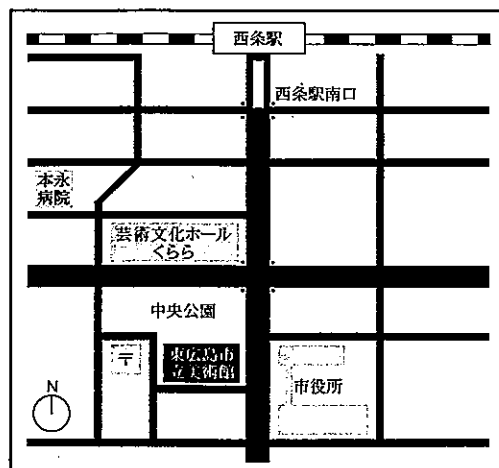 西条駅
西条駅南口
本永
病院
芸術文化ホール
くらら
中央公園
〒
東広島市
立美術館
市役所
N